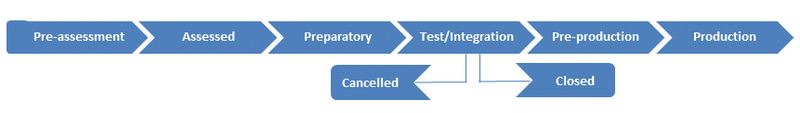 Pre-assessment Assessed Preparatory Test/Integration Pre-production Production
Cancelled Closed